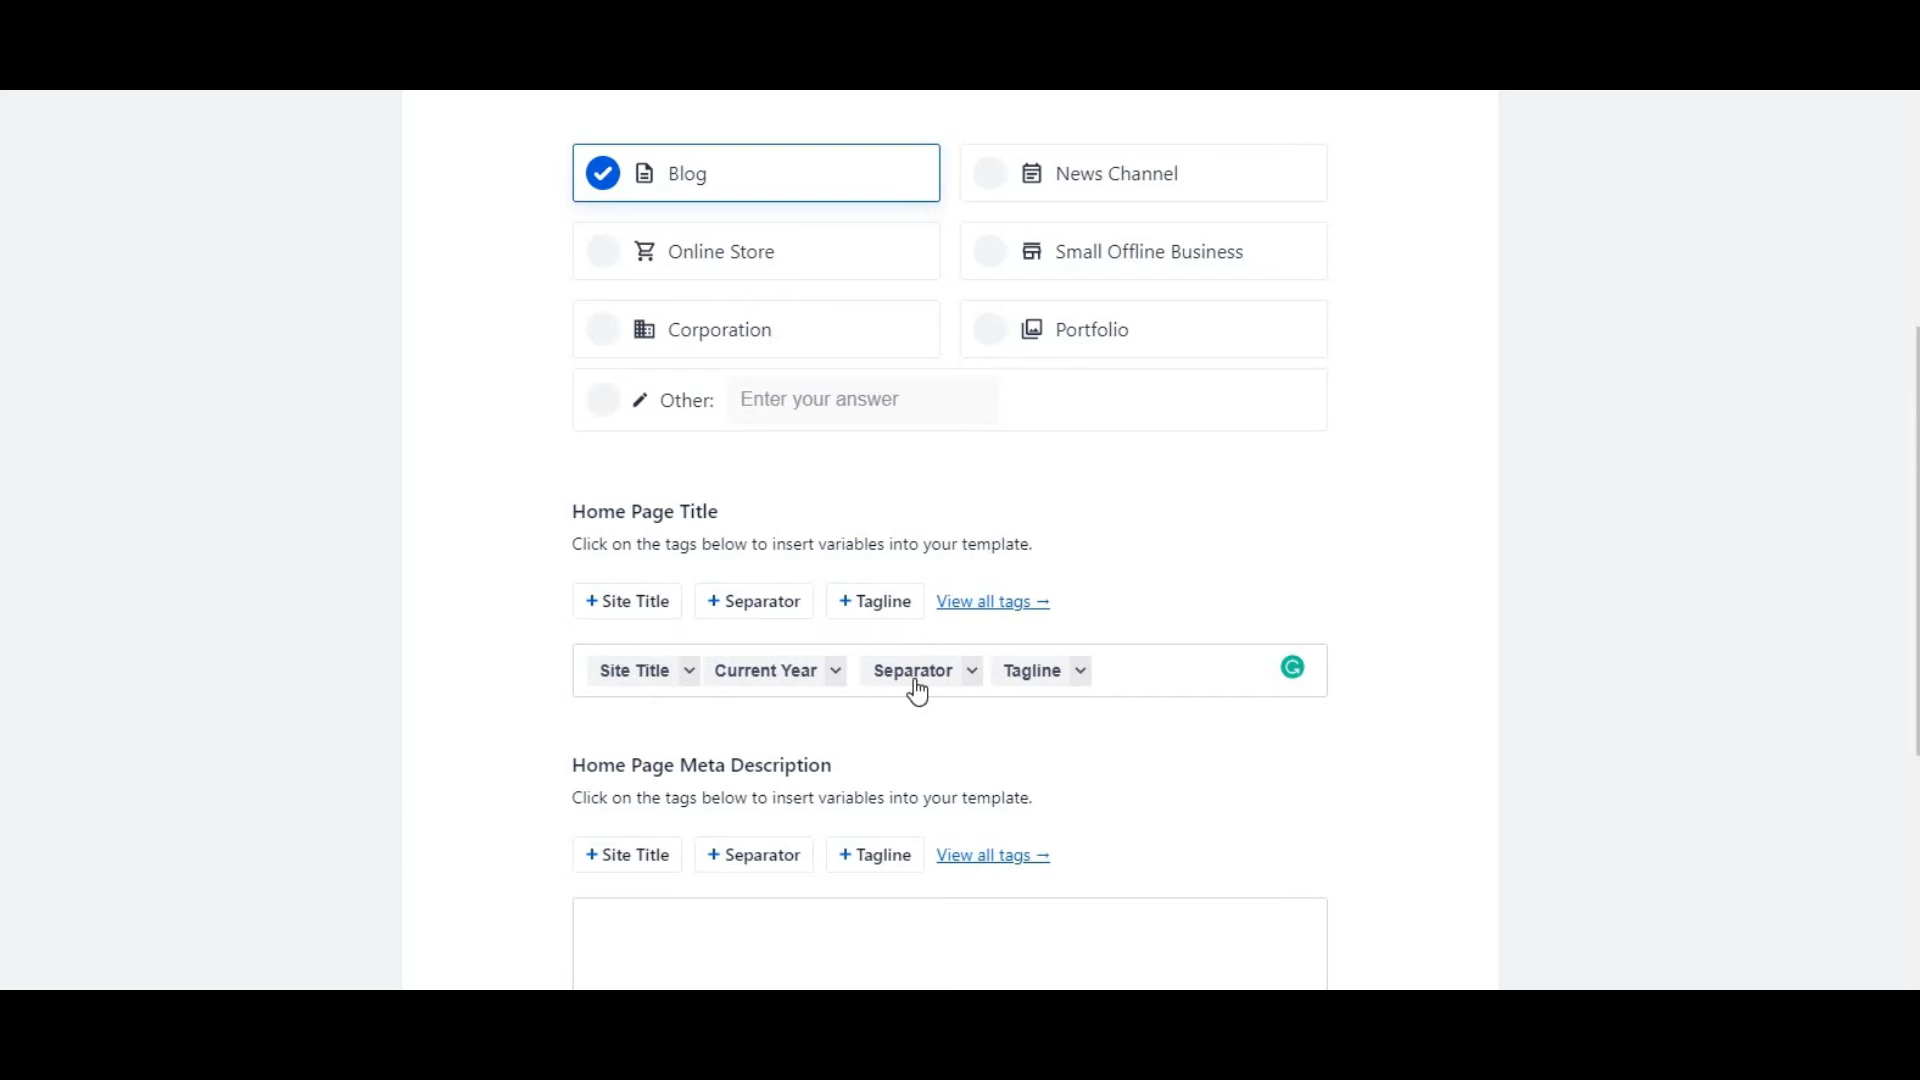 Blog
News Channel
Online Store
Small Offline Business
Corporation
Portfolio
Other: Enter your answer
Home Page Title
Click on the tags below to insert variables into your template.
+ Site Title + Separator + Tagline View all tags →
Site Title Current Year Separator Tagline
Home Page Meta Description
Click on the tags below to insert variables into your template.
+ Site Title + Separator + Tagline View all tags →